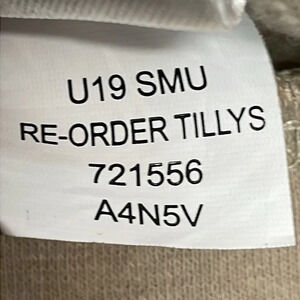 U19 SMU
RE-ORDER TILLYS
721556
A4N5V